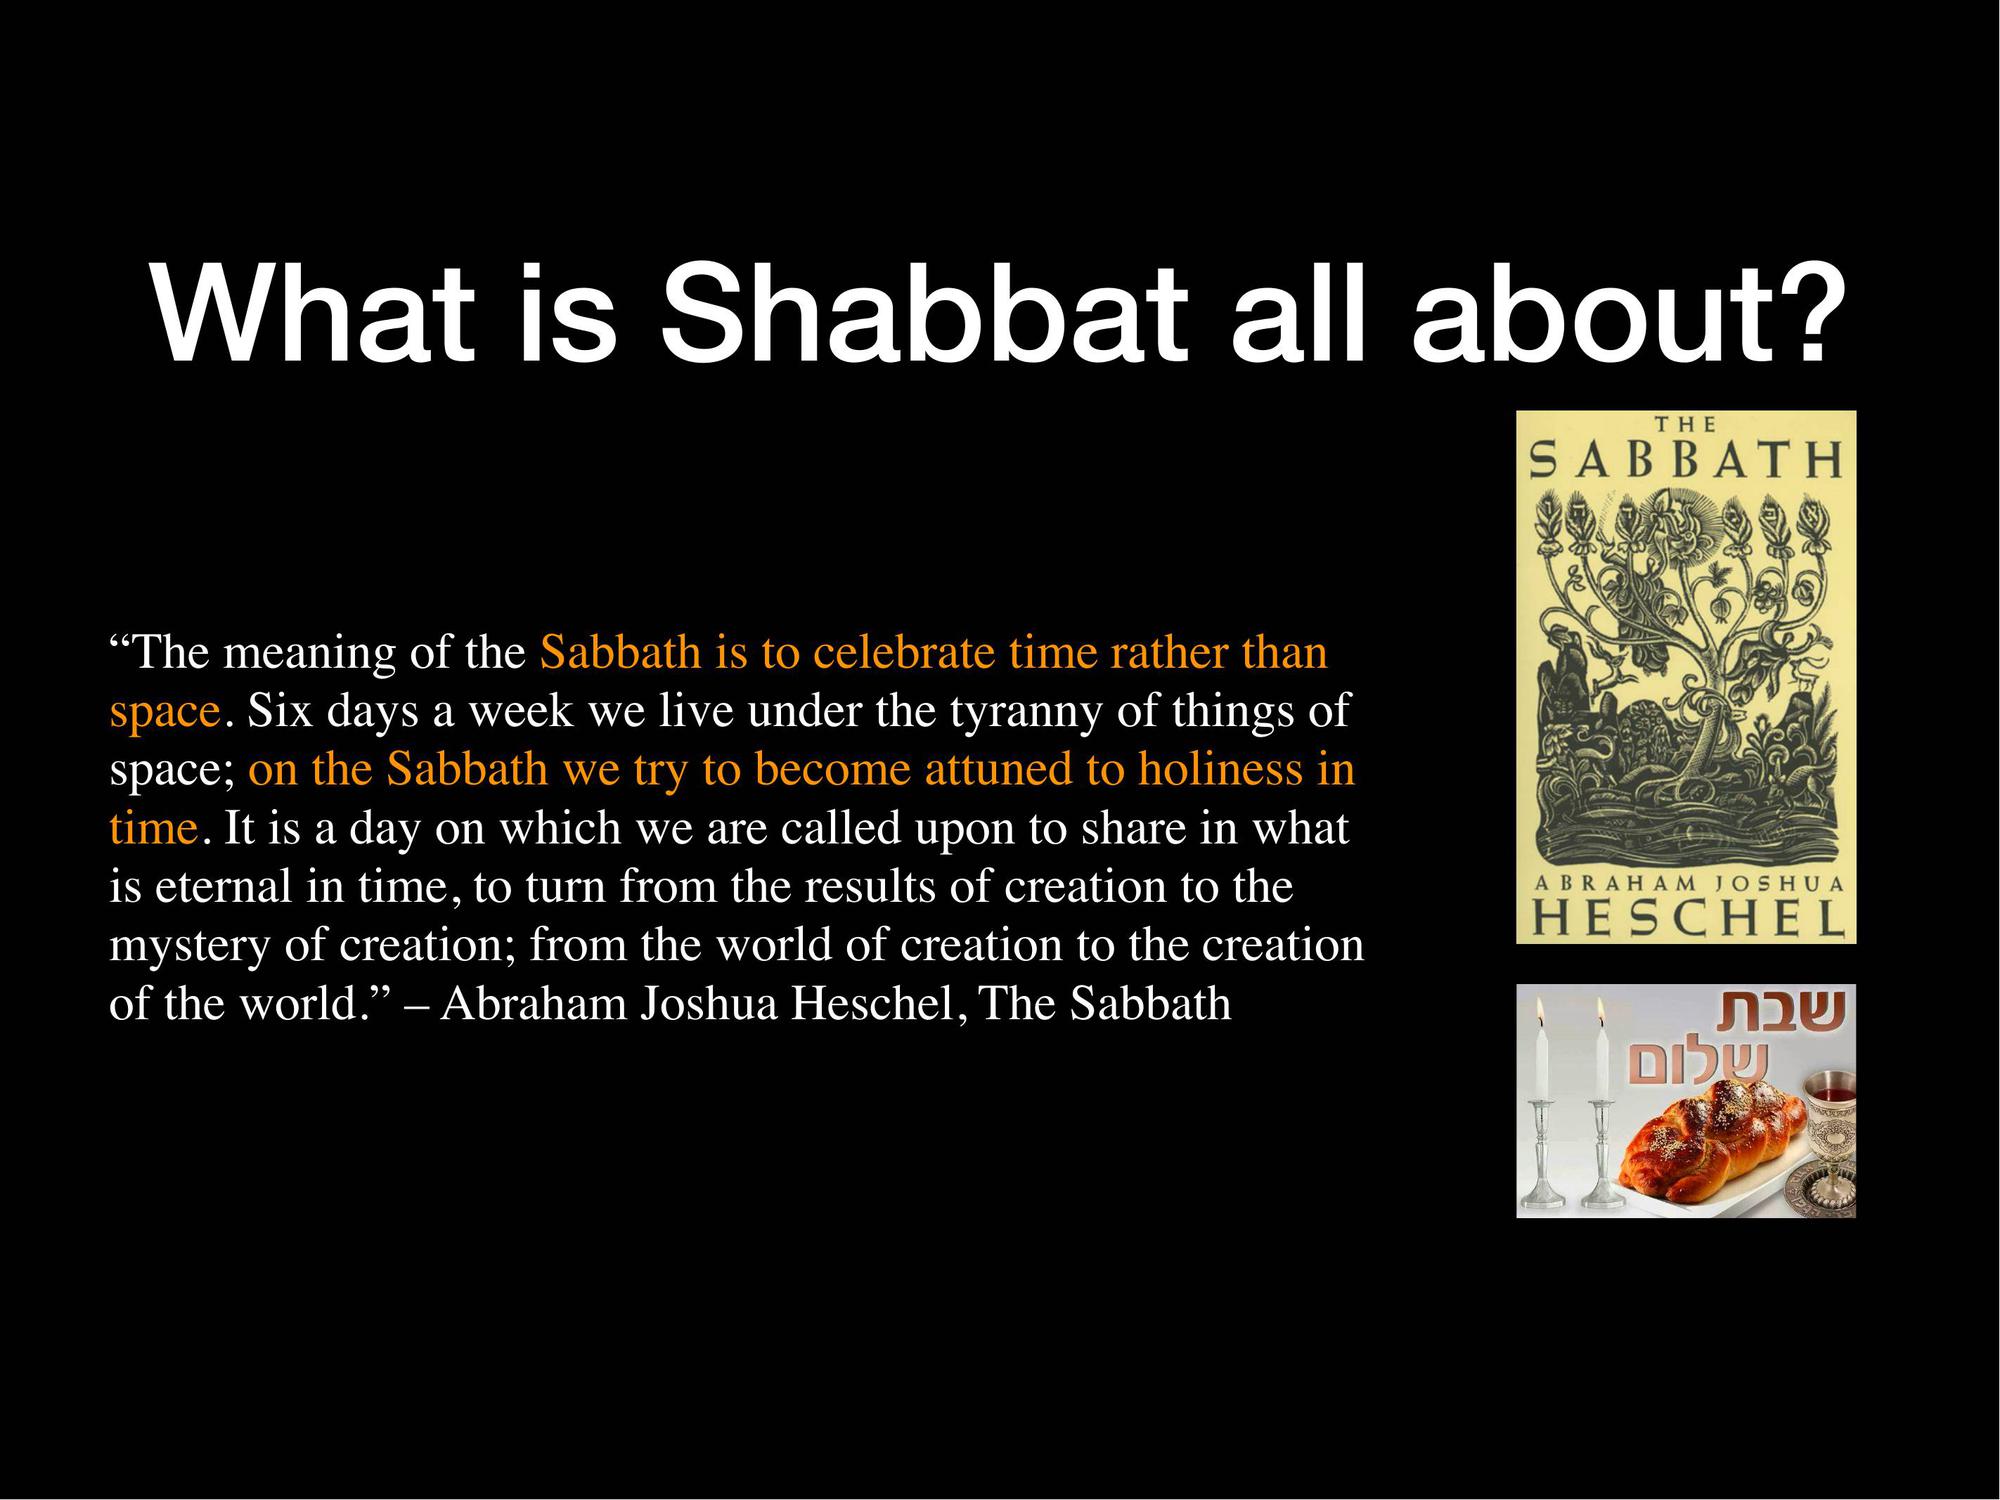 What is Shabbat all about?
“The meaning of the Sabbath is to celebrate time rather than
space. Six days a week we live under the tyranny of things of
space; on the Sabbath we try to become attuned to holiness in
time. It is a day on which we are called upon to share in what
is eternal in time, to turn from the results of creation to the
mystery of creation; from the world of creation to the creation
of the world.” – Abraham Joshua Heschel, The Sabbath
THE
SABBATH
ABRAHAM JOSHUA
HESCHEL
שבת
שלום